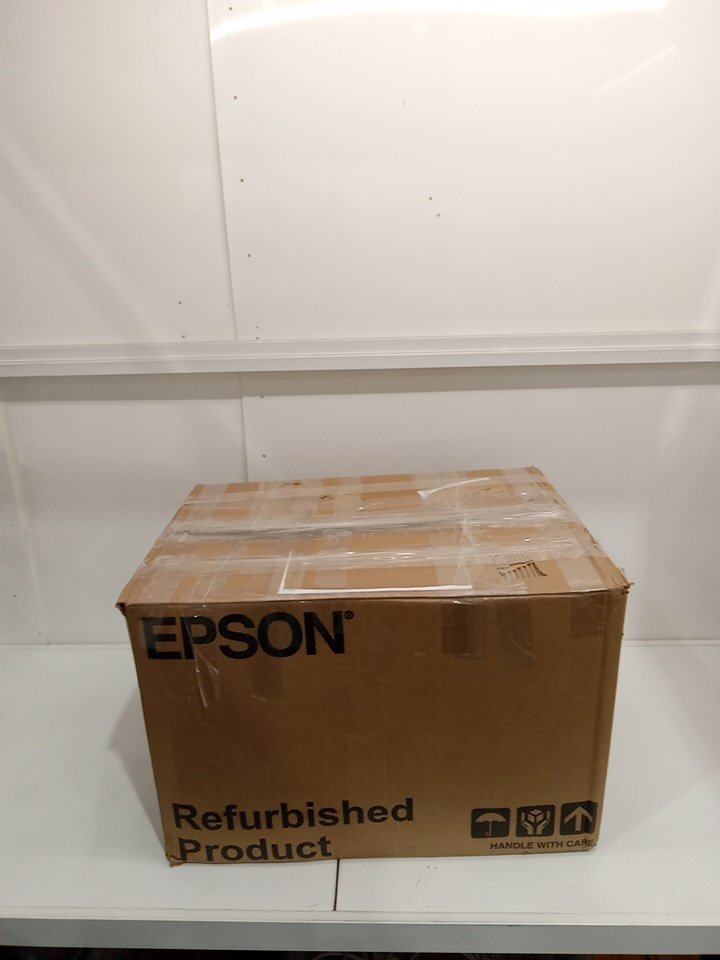 EPSON®
Refurbished
Product
HANDLE WITH CARE